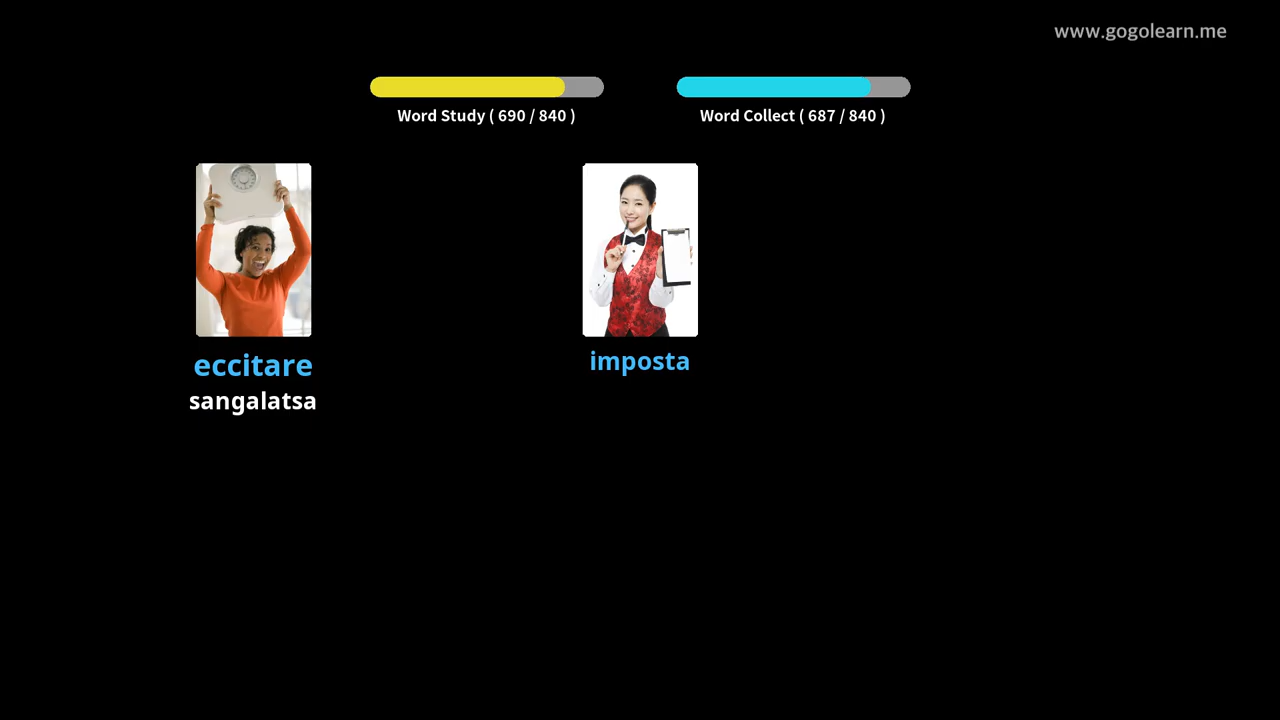 www.gogolearn.me
Word Study ( 690 / 840 )
Word Collect ( 687 / 840 )
eccitare
sangalatsa
imposta